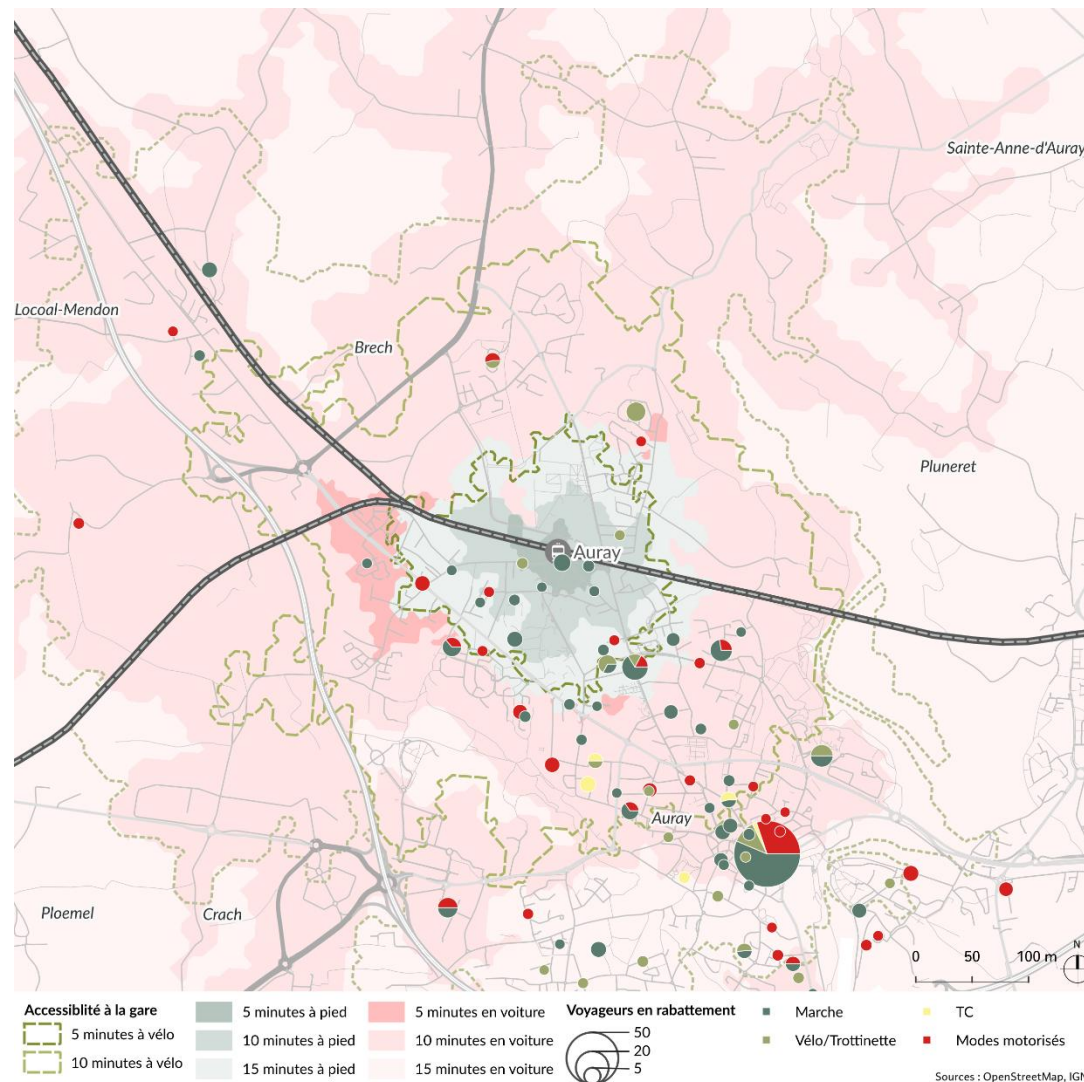 Sainte-Anne-d'Auray
Locoal-Mendon
Brech
Pluneret
Auray
Auray
Ploemel
Crach
N
0 50 100 m
Accessiblité à la gare
5 minutes à vélo
10 minutes à vélo
5 minutes à pied
10 minutes à pied
15 minutes à pied
5 minutes en voiture
10 minutes en voiture
15 minutes en voiture
Voyageurs en rabattement
50
20
5
Marche
Vélo/Trottinette
TC
Modes motorisés
Sources : OpenStreetMap, IGN